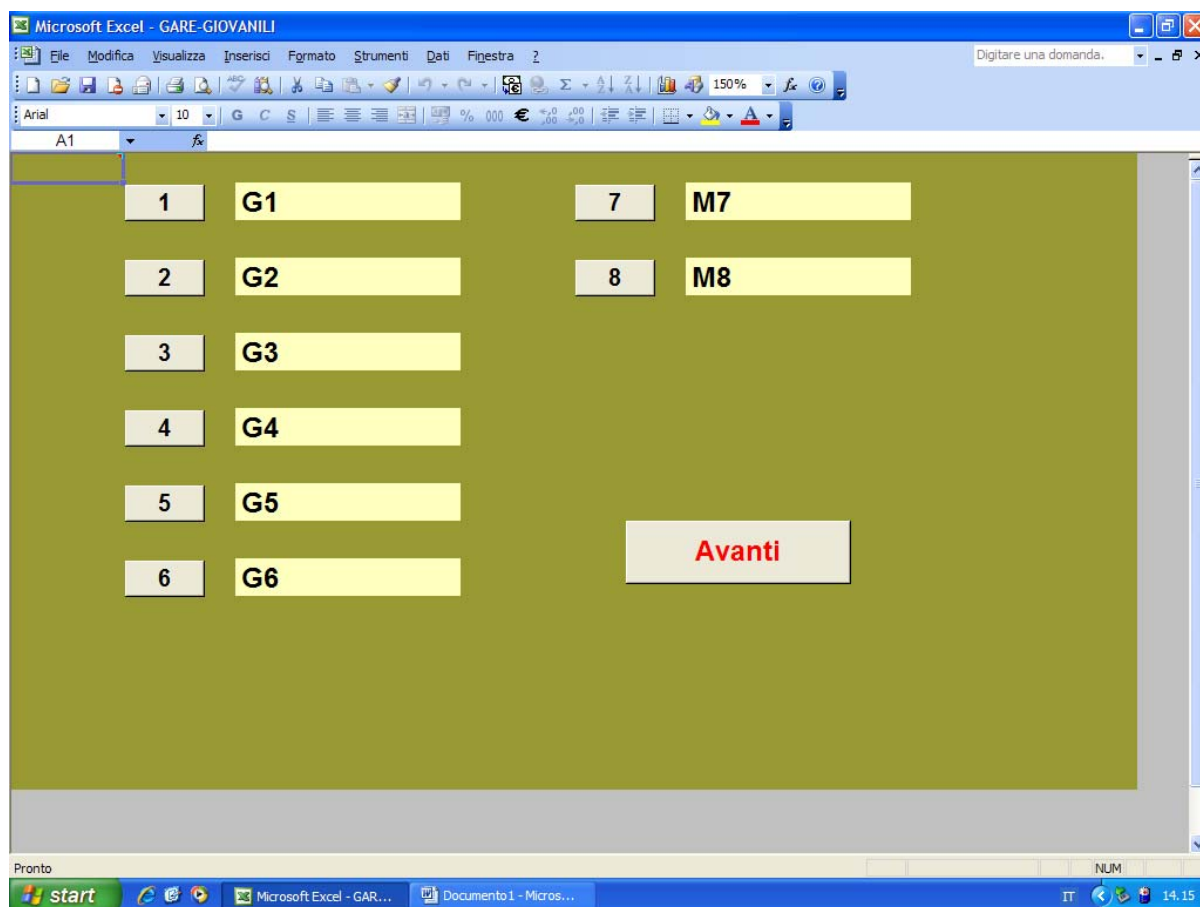 Microsoft Excel - GARE-GIOVANILI
File Modifica Visualizza Inserisci Formato Strumenti Dati Finestra ? Digitare una domanda.
150%
Arial 10 G C S % 000 €
A1 fx
1 G1 7 M7
2 G2 8 M8
3 G3
4 G4
5 G5
Avanti
6 G6
Pronto NUM
start Microsoft Excel - GAR... Documento1 - Micros... IT 14.15